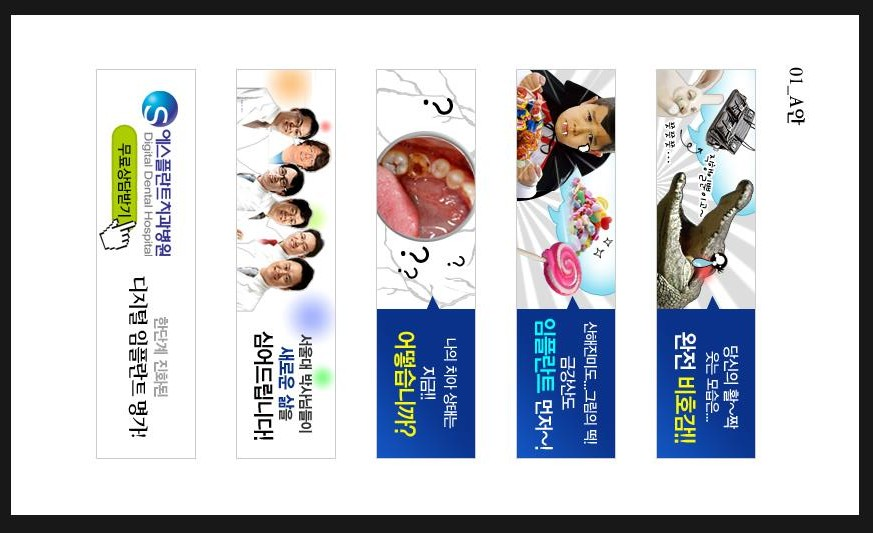 01_A안
당신의 활~짝
웃는 모습은...
완전 비호감!!
산해진미도...그림의 떡!
금강산도
임플란트 먼저~!
나의 치아 상태는
지금!!
어떻습니까??
서울대 박사님들이
새로운 삶을
심어드립니다!
S 에스플란트치과병원
Digital Dental Hospital
무료상담받기
한단계 진화된
디지털 임플란트 명가!